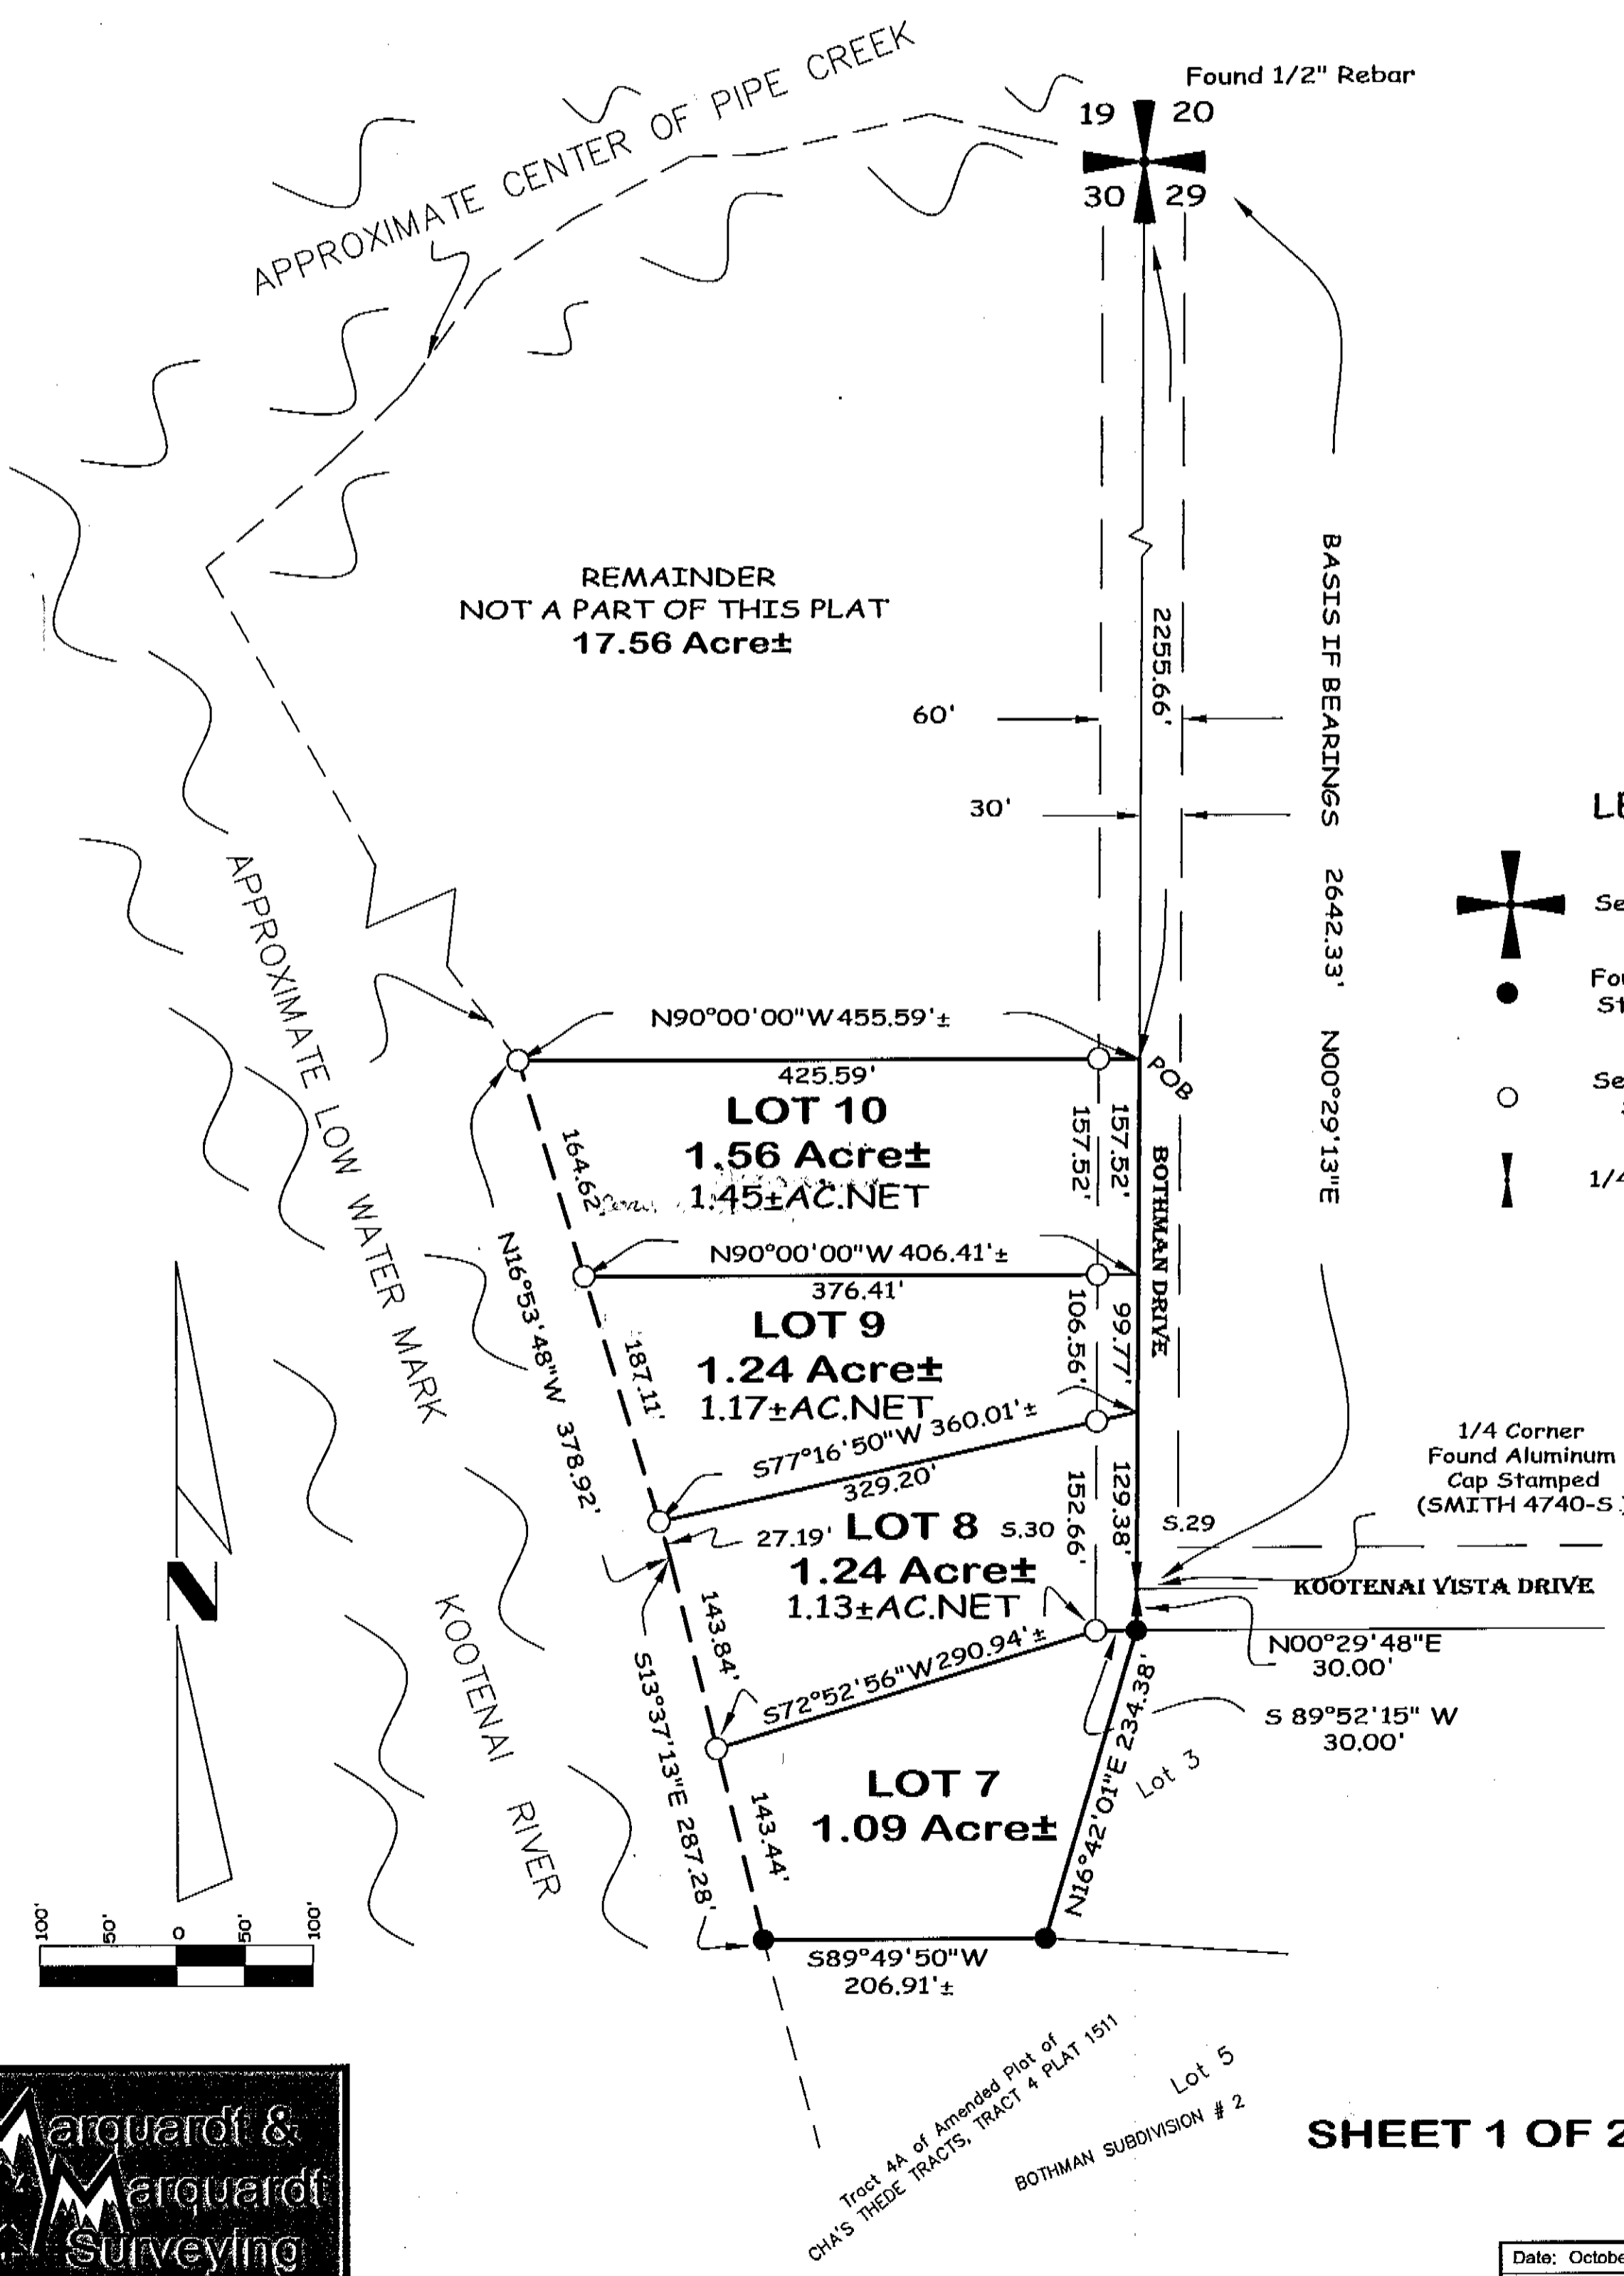 APPROXIMATE CENTER OF PIPE CREEK
Found 1/2" Rebar
19 20
30 29
REMAINDER
NOT A PART OF THIS PLAT
17.56 Acre±
60'
30'
2255.66'
BASIS IF BEARINGS 2642.33' N00°29'13"E
APPROXIMATE LOW WATER MARK
KOOTENAI RIVER
N90°00'00"W 455.59'±
425.59'
POB
LOT 10
1.56 Acre±
1.45±AC.NET
164.62'
157.52'
157.52'
BOTHMAN DRIVE
N90°00'00"W 406.41'±
376.41'
LOT 9
1.24 Acre±
1.17±AC.NET
N16°53'48"W 378.92'
187.11'
106.56'
99.77'
S77°16'50"W 360.01'±
329.20'
27.19'
LOT 8
1.24 Acre±
1.13±AC.NET
S.30
S.29
152.66'
129.38'
1/4 Corner
Found Aluminum
Cap Stamped
(SMITH 4740-S
KOOTENAI VISTA DRIVE
N00°29'48"E
30.00'
S 89°52'15" W
30.00'
143.84'
S72°52'56"W 290.94'±
S13°37'13"E 287.28'
LOT 7
1.09 Acre±
143.44'
N16°42'01"E 234.38'
Lot 3
S89°49'50"W
206.91'±
N
100' 50' 0 50' 100'
Tract 4A of Amended Plat of
CHA'S THEDE TRACTS, TRACT 4 PLAT 1511
Lot 5
BOTHMAN SUBDIVISION # 2
SHEET 1 OF 2
Marquardt &
Marquardt
Surveying
1/4
Date: